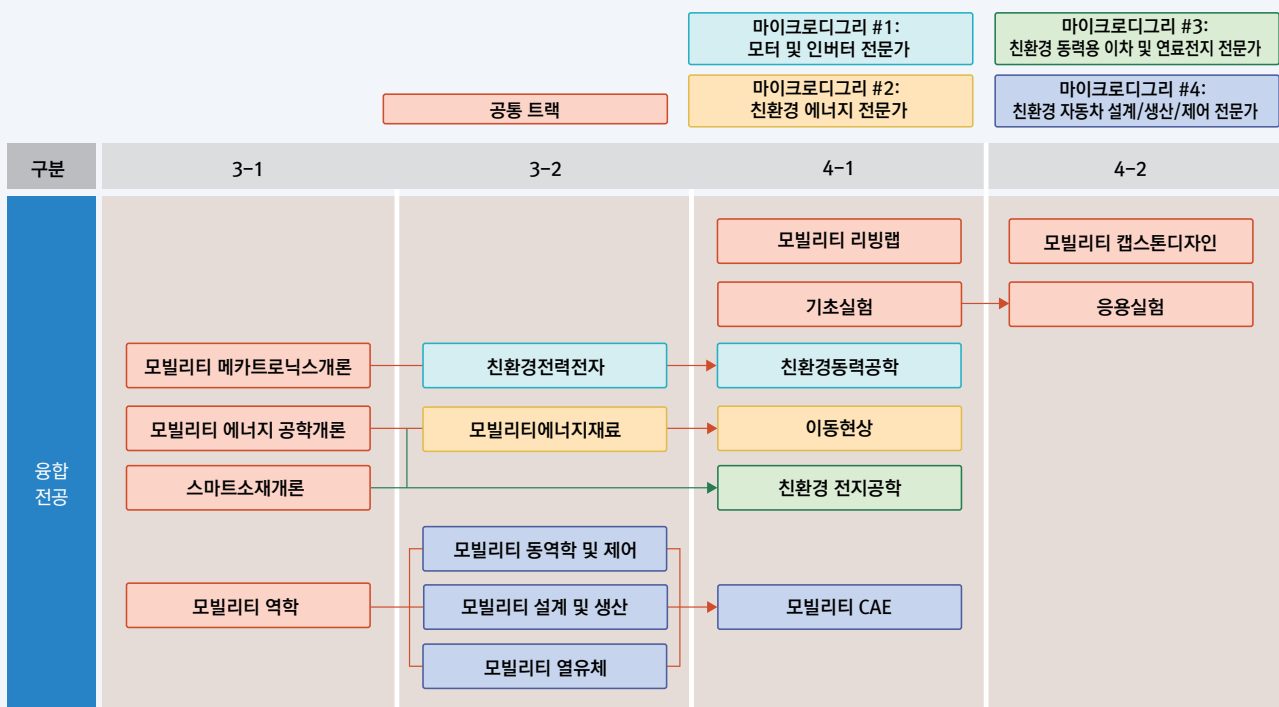 마이크로디그리 #1:
모터 및 인버터 전문가
마이크로디그리 #3:
친환경 동력용 이차 및 연료전지 전문가
공통 트랙
마이크로디그리 #2:
친환경 에너지 전문가
마이크로디그리 #4:
친환경 자동차 설계/생산/제어 전문가
구분
3-1
3-2
4-1
4-2
융합
전공
모빌리티 리빙랩
모빌리티 캡스톤디자인
기초실험
응용실험
모빌리티 메카트로닉스개론
친환경전력전자
친환경동력공학
모빌리티 에너지 공학개론
모빌리티에너지재료
이동현상
스마트소재개론
친환경 전지공학
모빌리티 동역학 및 제어
모빌리티 역학
모빌리티 설계 및 생산
모빌리티 CAE
모빌리티 열유체